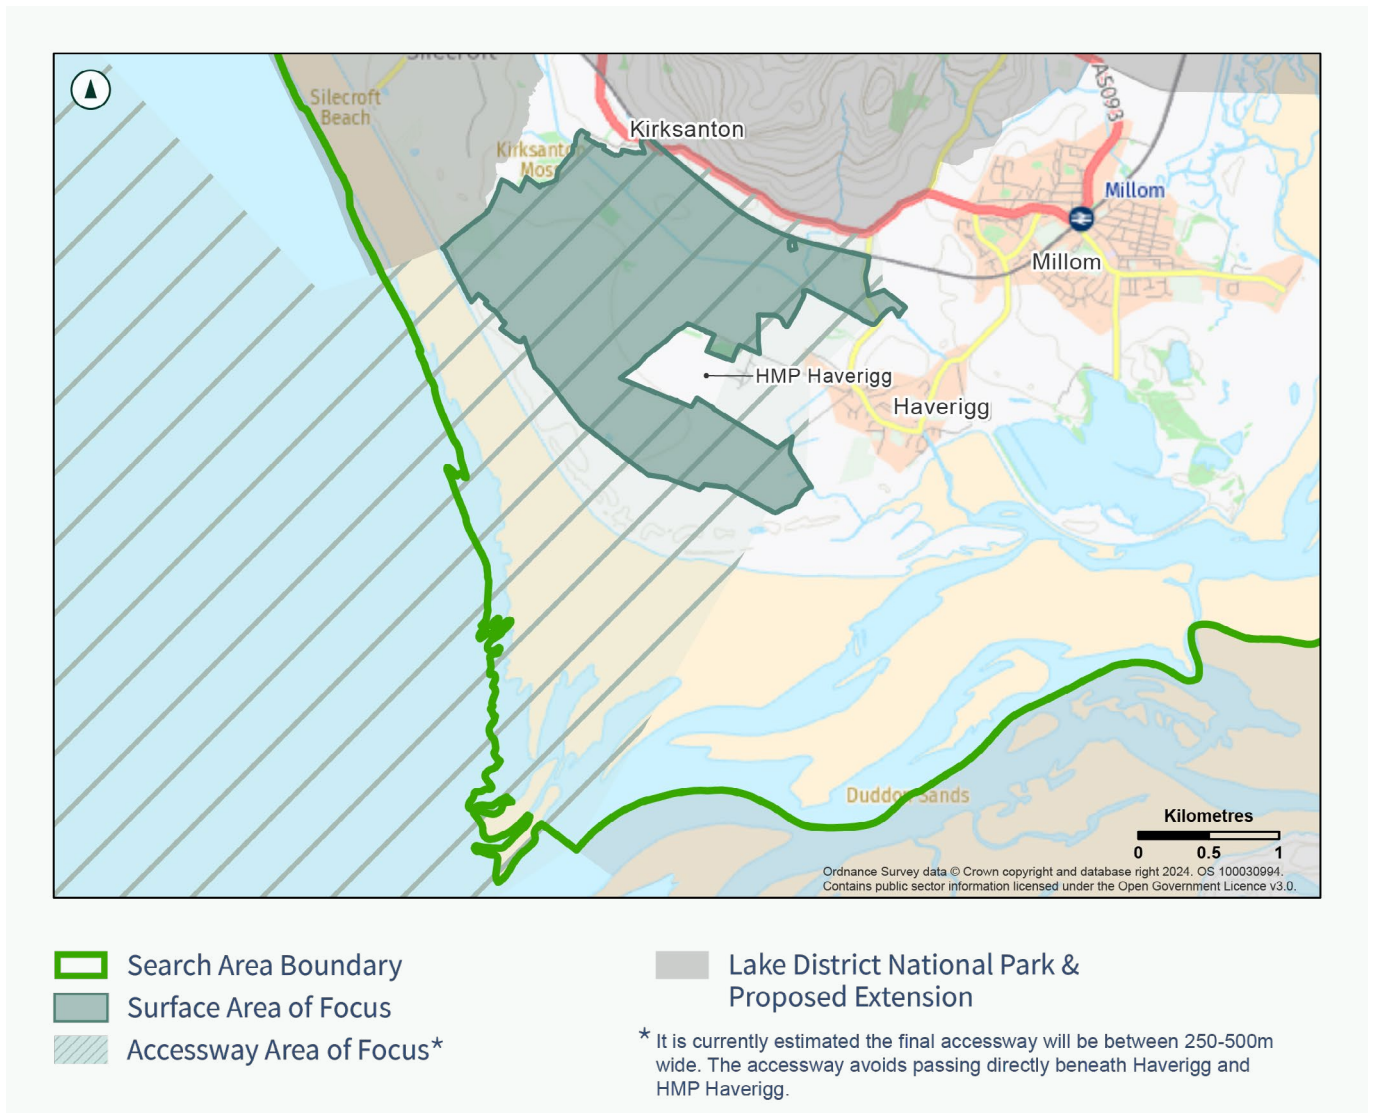 Silecroft
A5093
Silecroft
Beach
Kirksanton
Kirksanton
Moss
Millom
Millom
HMP Haverigg
Haverigg
Duddon Sands
Kilometres
0 0.5 1
Ordnance Survey data © Crown copyright and database right 2024. OS 100030994.
Contains public sector information licensed under the Open Government Licence v3.0.
Search Area Boundary
Surface Area of Focus
Accessway Area of Focus*
Lake District National Park &
Proposed Extension
* It is currently estimated the final accessway will be between 250-500m
wide. The accessway avoids passing directly beneath Haverigg and
HMP Haverigg.